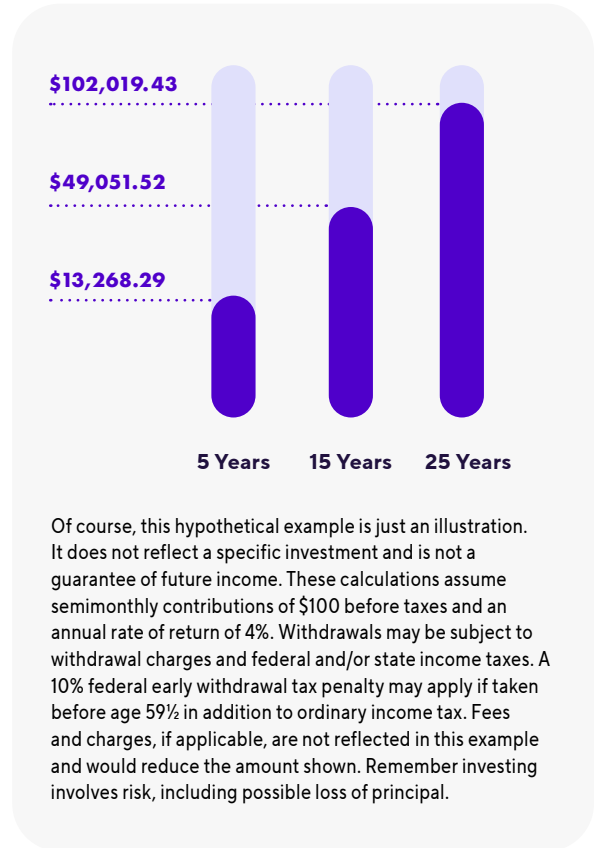 $102,019.43
$49,051.52
$13,268.29
5 Years 15 Years 25 Years
Of course, this hypothetical example is just an illustration.
It does not reflect a specific investment and is not a
guarantee of future income. These calculations assume
semimonthly contributions of $100 before taxes and an
annual rate of return of 4%. Withdrawals may be subject to
withdrawal charges and federal and/or state income taxes. A
10% federal early withdrawal tax penalty may apply if taken
before age 59½ in addition to ordinary income tax. Fees
and charges, if applicable, are not reflected in this example
and would reduce the amount shown. Remember investing
involves risk, including possible loss of principal.